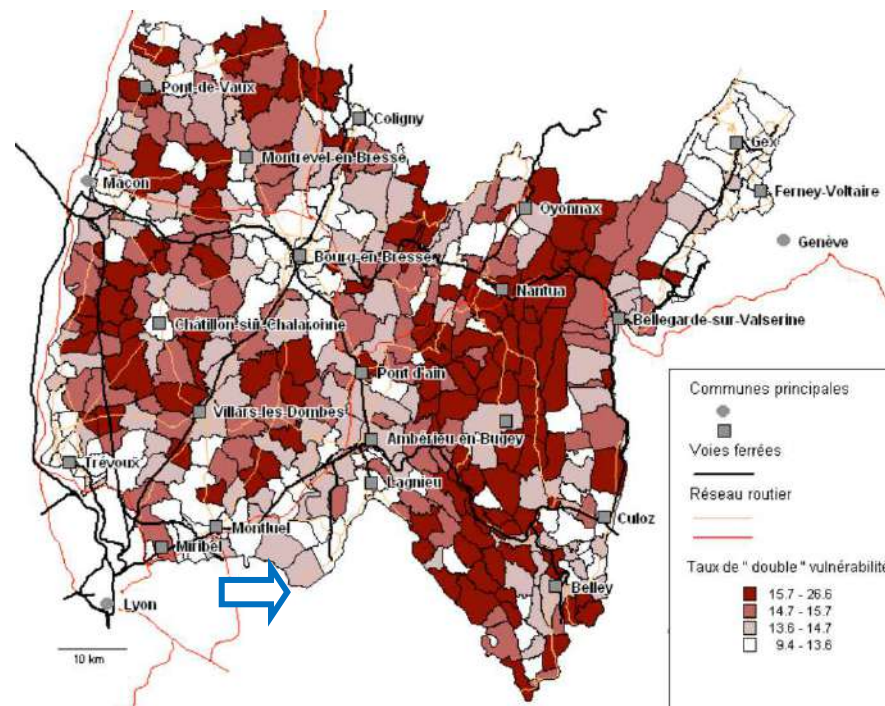 Pont-de-Vaux
Coligny
Montrevel-en-Bresse
Gex
Mâcon
Ferney-Voltaire
Oyonnax
Genève
Bourg-en-Bresse
Nantua
Bellegarde-sur-Valserine
Châtillon-sur-Chalaronne
Pont d'ain
Villars-les-Dombes
Ambérieu-en-Bugey
Trévoux
Lagnieu
Culoz
Montluel
Miribel
Belley
Lyon
10 km
Communes principales
Voies ferrées
Réseau routier
Taux de " double " vulnérabilité
15.7 - 26.6
14.7 - 15.7
13.6 - 14.7
9.4 - 13.6